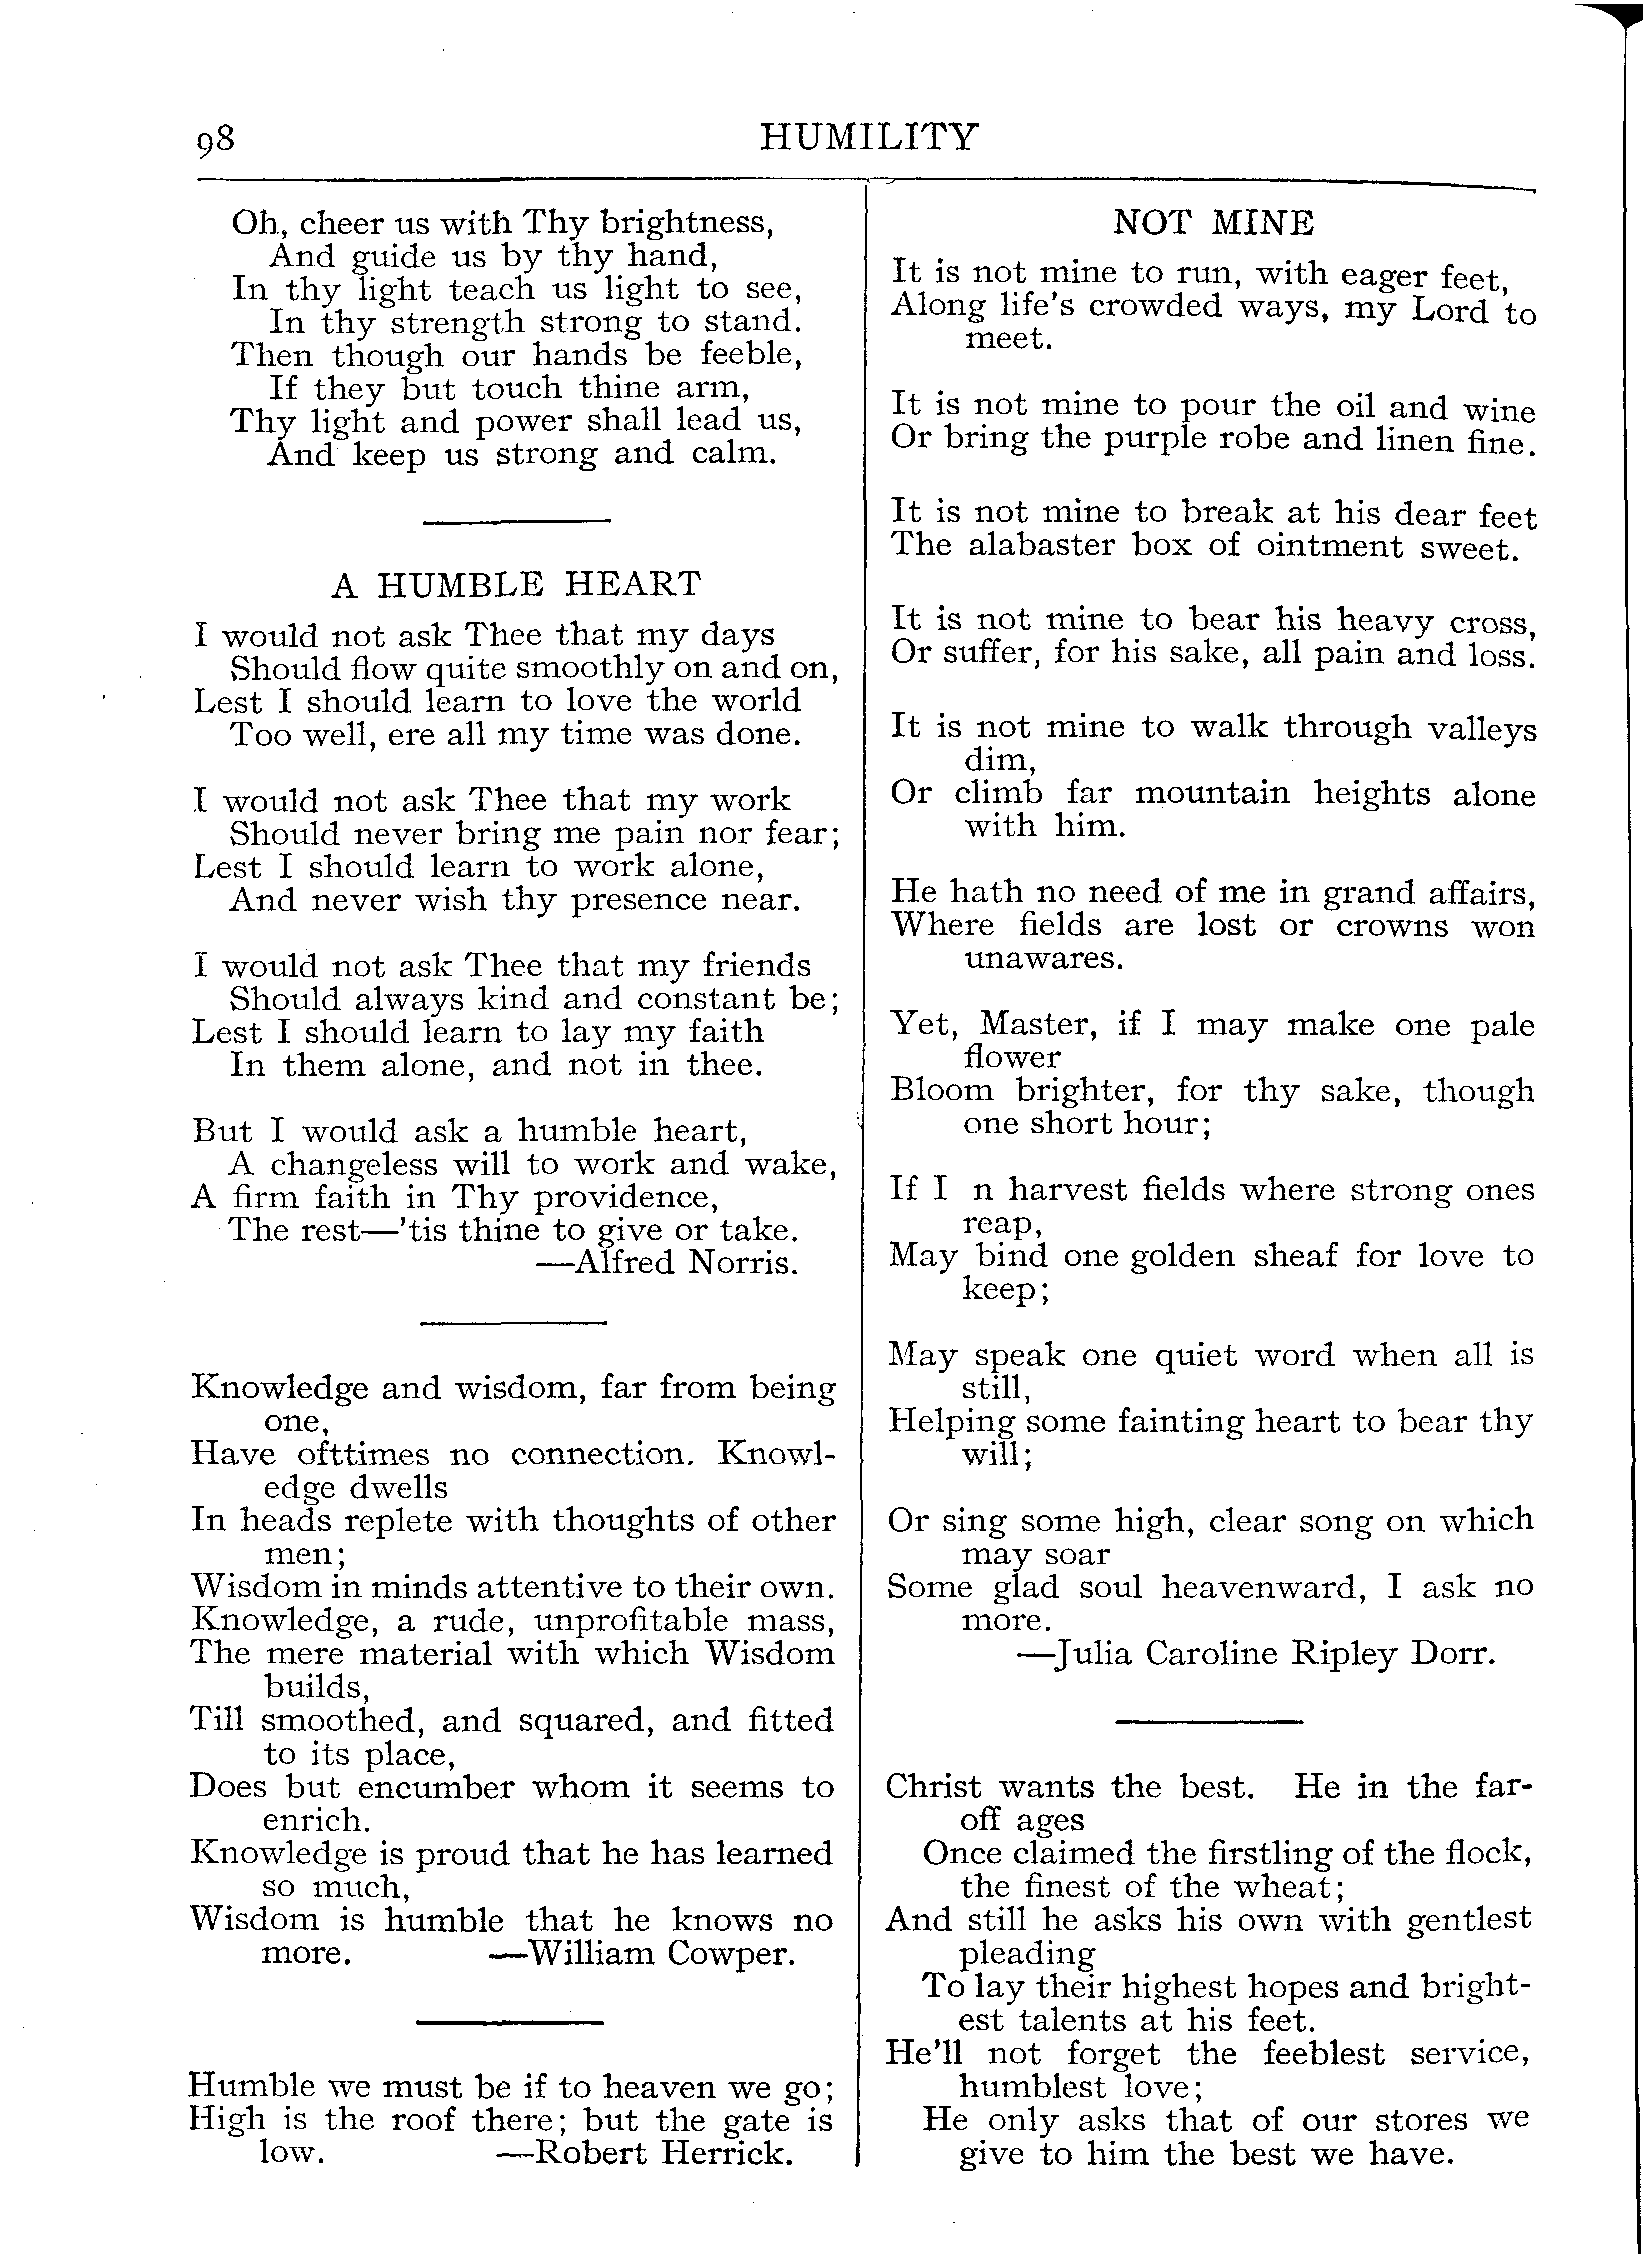 98
HUMILITY
Oh, cheer us with Thy brightness,
And guide us by thy hand,
In thy light teach us light to see,
In thy strength strong to stand.
Then though our hands be feeble,
If they but touch thine arm,
Thy light and power shall lead us,
And keep us strong and calm.
A HUMBLE HEART
I would not ask Thee that my days
Should flow quite smoothly on and on,
Lest I should learn to love the world
Too well, ere all my time was done.
I would not ask Thee that my work
Should never bring me pain nor fear;
Lest I should learn to work alone,
And never wish thy presence near.
I would not ask Thee that my friends
Should always kind and constant be;
Lest I should learn to lay my faith
In them alone, and not in thee.
But I would ask a humble heart,
A changeless will to work and wake,
A firm faith in Thy providence,
The rest—'tis thine to give or take.
—Alfred Norris.
Knowledge and wisdom, far from being
one,
Have ofttimes no connection. Knowl-
edge dwells
In heads replete with thoughts of other
men;
Wisdom in minds attentive to their own.
Knowledge, a rude, unprofitable mass,
The mere material with which Wisdom
builds,
Till smoothed, and squared, and fitted
to its place,
Does but encumber whom it seems to
enrich.
Knowledge is proud that he has learned
so much,
Wisdom is humble that he knows no
more. —William Cowper.
Humble we must be if to heaven we go;
High is the roof there; but the gate is
low. —Robert Herrick.
NOT MINE
It is not mine to run, with eager feet,
Along life's crowded ways, my Lord to
meet.
It is not mine to pour the oil and wine
Or bring the purple robe and linen fine.
It is not mine to break at his dear feet
The alabaster box of ointment sweet.
It is not mine to bear his heavy cross,
Or suffer, for his sake, all pain and loss.
It is not mine to walk through valleys
dim,
Or climb far mountain heights alone
with him.
He hath no need of me in grand affairs,
Where fields are lost or crowns won
unawares.
Yet, Master, if I may make one pale
flower
Bloom brighter, for thy sake, though
one short hour;
If I n harvest fields where strong ones
reap,
May bind one golden sheaf for love to
keep;
May speak one quiet word when all is
still,
Helping some fainting heart to bear thy
will;
Or sing some high, clear song on which
may soar
Some glad soul heavenward, I ask no
more.
—Julia Caroline Ripley Dorr.
Christ wants the best. He in the far-
off ages
Once claimed the firstling of the flock,
the finest of the wheat;
And still he asks his own with gentlest
pleading
To lay their highest hopes and bright-
est talents at his feet.
He'll not forget the feeblest service,
humblest love;
He only asks that of our stores we
give to him the best we have.